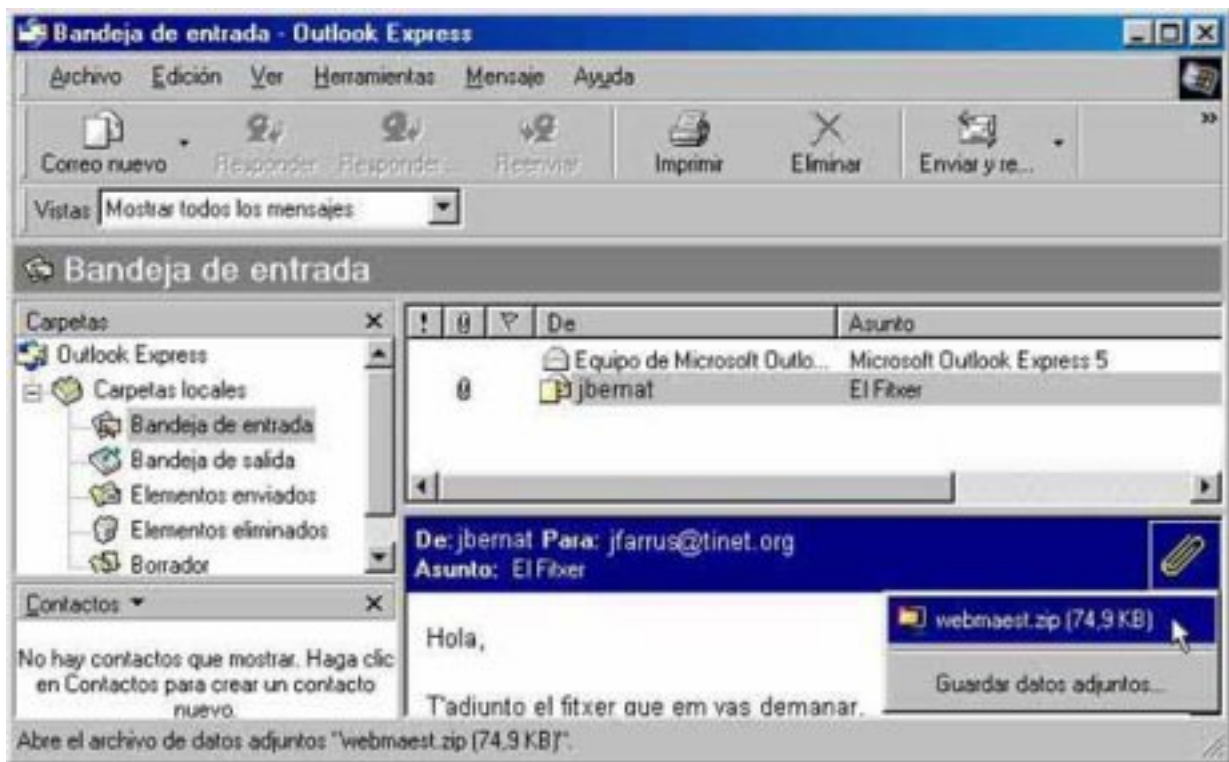 Bandeja de entrada - Outlook Express
Archivo Edición Ver Herramientas Mensaje Ayuda
Correo nuevo Responder Responder... Reenviar Imprimir Eliminar Enviar y re...
Vistas Mostrar todos los mensajes
Bandeja de entrada
Carpetas
Outlook Express
Carpetas locales
Bandeja de entrada
Bandeja de salida
Elementos enviados
Elementos eliminados
Borrador
Contactos
No hay contactos que mostrar. Haga clic
en Contactos para crear un contacto
nuevo.
! De Asunto
Equipo de Microsoft Outlo... Microsoft Outlook Express 5
jbernat El Fitxer
De: jbernat Para: jfarrus@tinet.org
Asunto: El Fitxer
webmaest.zip (74,9 KB)
Guardar datos adjuntos...
Hola,
T'adjunto el fitxer que em vas demanar.
Abre el archivo de datos adjuntos "webmaest.zip (74,9 KB)".